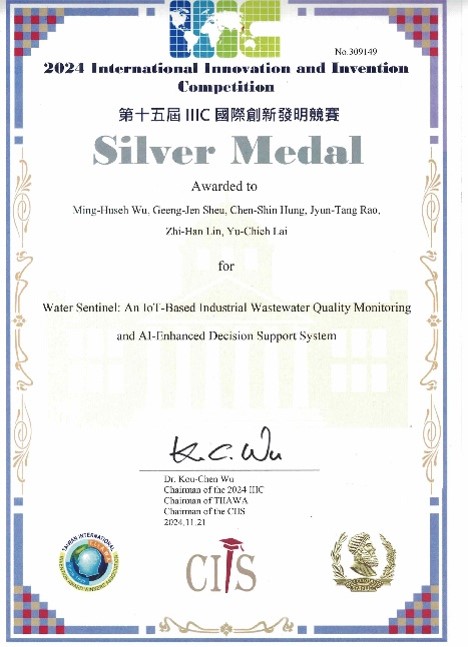 IIIC
No.309149
2024 International Innovation and Invention
Competition
第十五屆 IIIC 國際創新發明競賽
Silver Medal
Awarded to
Ming-Huseh Wu, Geeng-Jen Sheu, Chen-Shin Hung, Jyun-Tang Rao,
Zhi-Han Lin, Yu-Chieh Lai
for
Water Sentinel: An IoT-Based Industrial Wastewater Quality Monitoring
and AI-Enhanced Decision Support System
K. C. Wu
Dr. Kou-Chen Wu
Chairman of the 2024 IIIC
Chairman of TIIAWA
Chairman of the CIIS
2024.11.21
TAIWAN INTERNATIONAL
CIIS